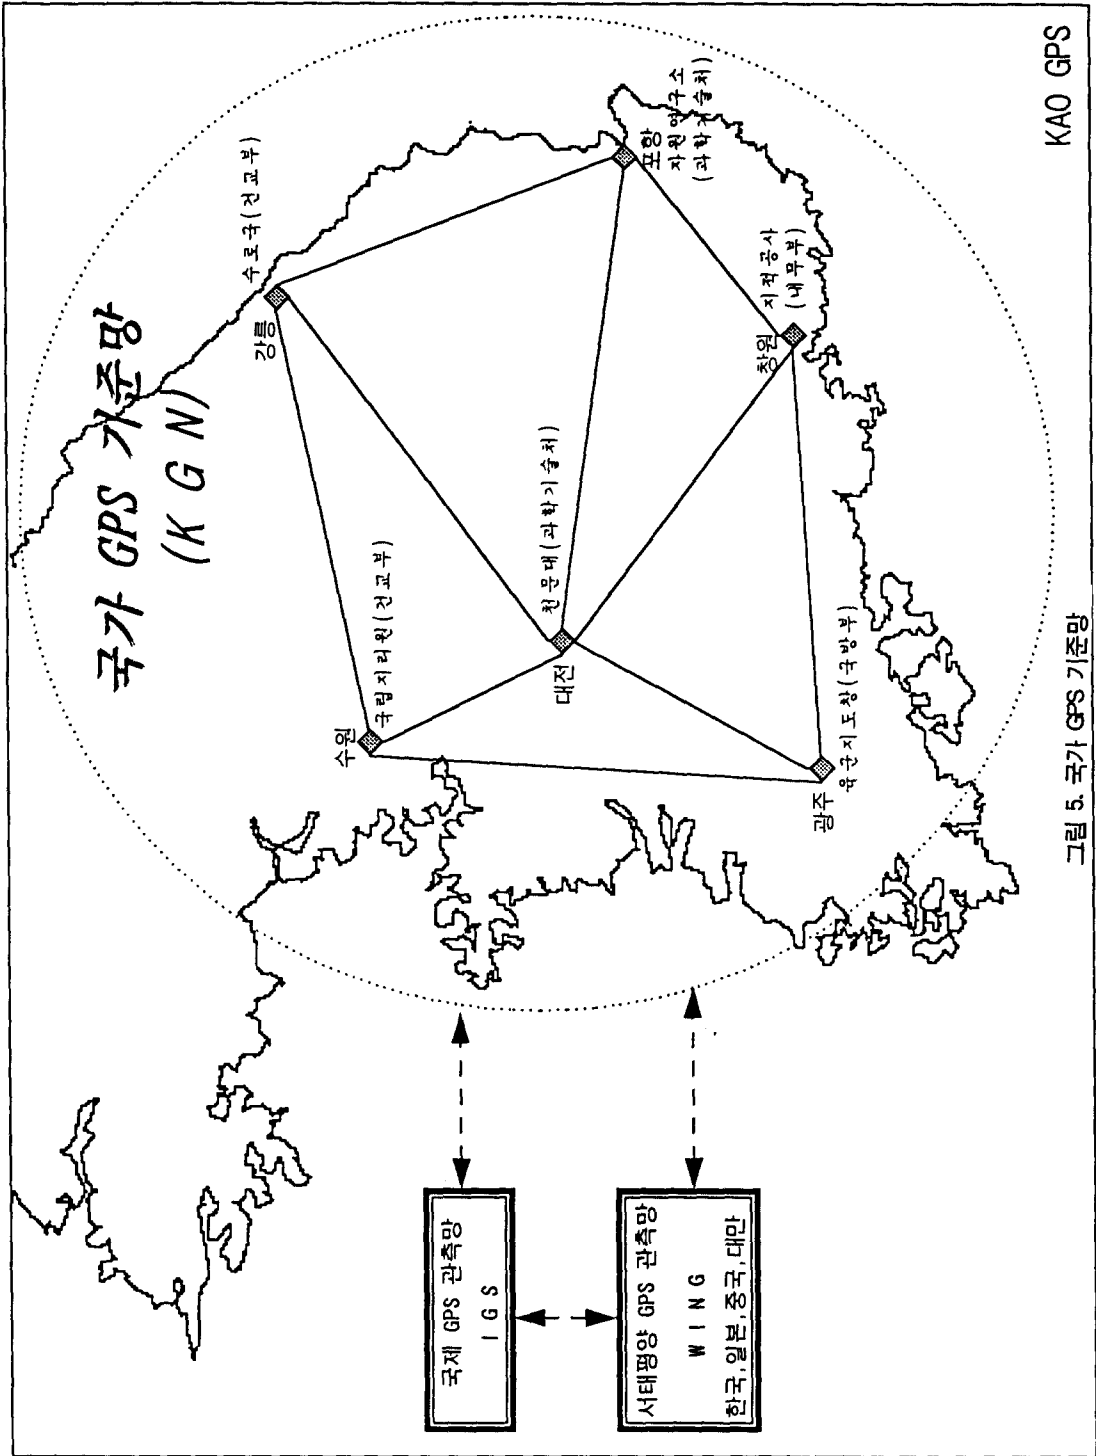 국가 GPS 기준망
(K G N)
수로국(건교부)
강릉
수원
국립지리원(건교부)
천문대(과학기술처)
대전
포항
자원연구소
(과학기술처)
지적공사
(내무부)
창원
광주
육군지도창(국방부)
국제 GPS 관측망
I G S
서태평양 GPS 관측망
W I N G
한국,일본,중국,대만
KAO GPS
그림 5. 국가 GPS 기준망